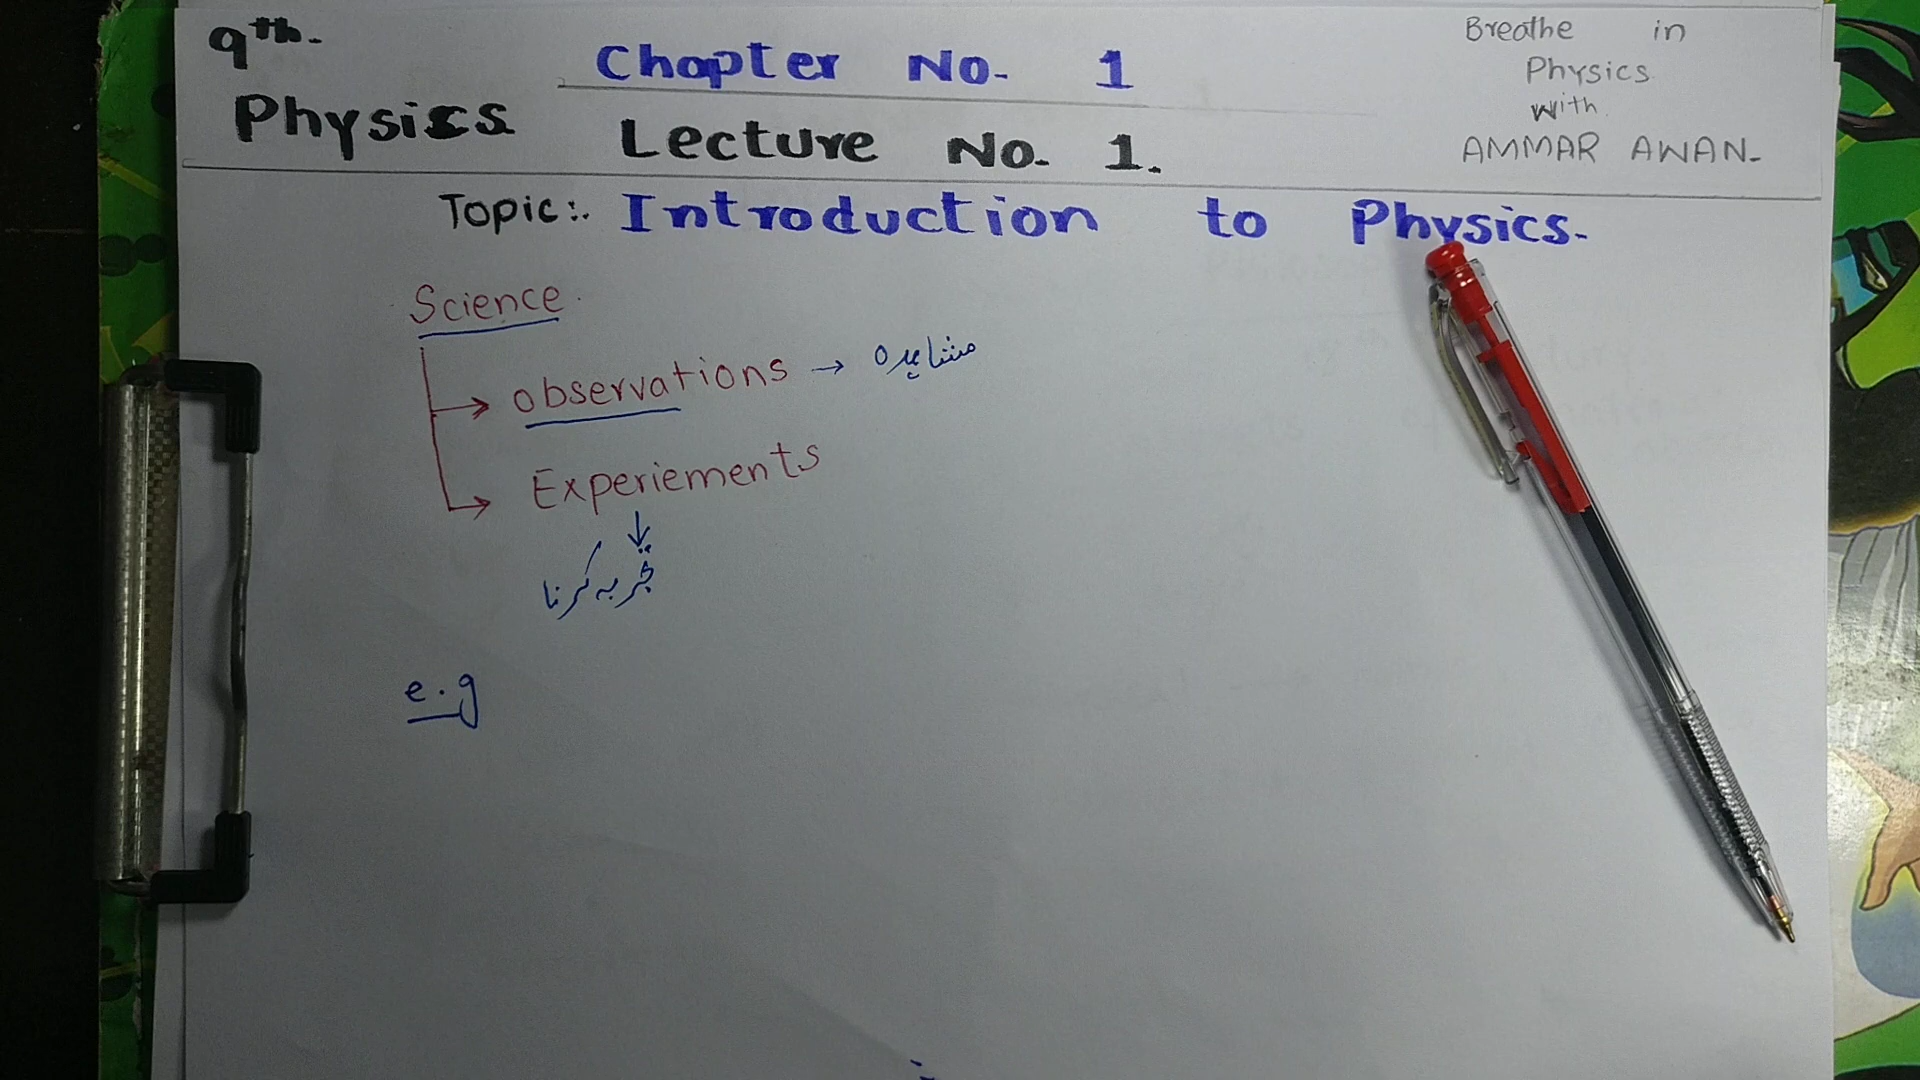 9th.
Physics
Chapter No. 1
Lecture No. 1.
Breathe in
Physics
with
AMMAR AWAN.
Topic:. Introduction to Physics.
Science
observations → مشاہدہ
Experiements
تجربہ کرنا
e.g